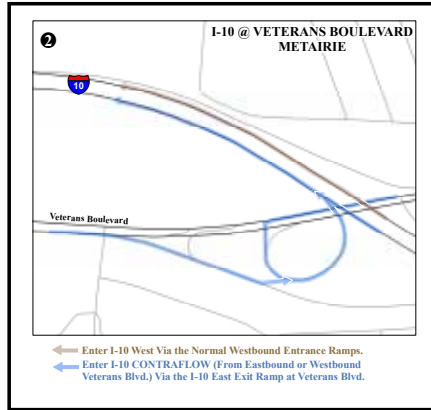 ❷
I-10 @ VETERANS BOULEVARD
METAIRIE
10
Veterans Boulevard
Enter I-10 West Via the Normal Westbound Entrance Ramps.
Enter I-10 CONTRAFLOW (From Eastbound or Westbound
Veterans Blvd.) Via the I-10 East Exit Ramp at Veterans Blvd.